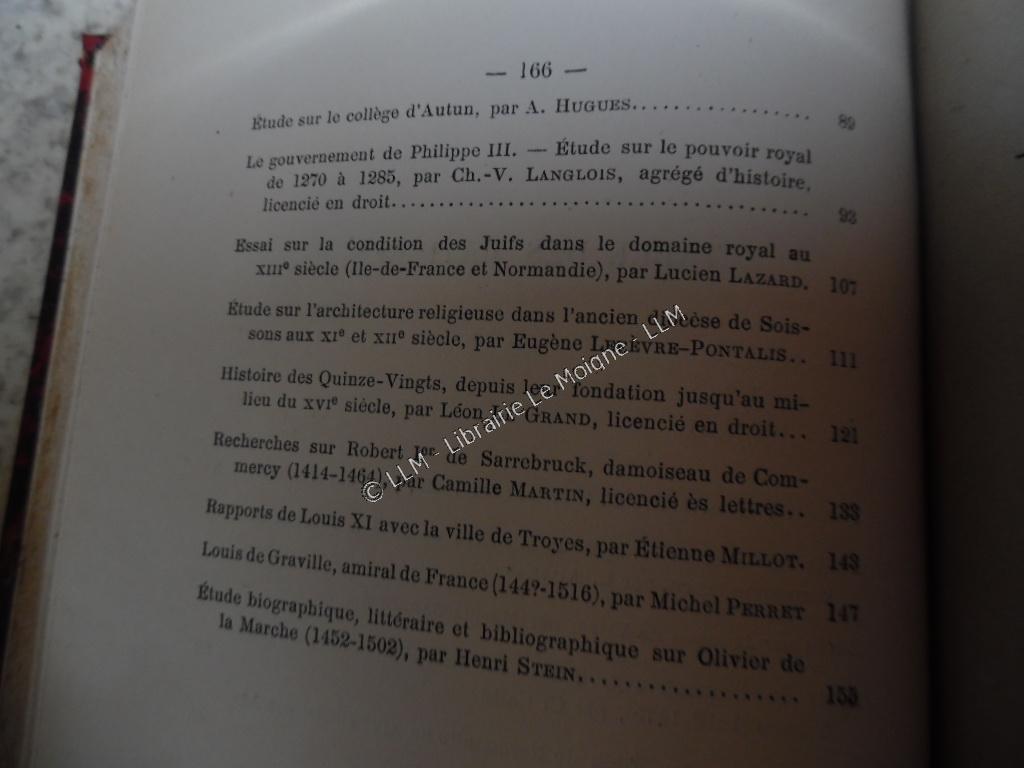 — 166 —
Étude sur le collège d'Autun, par A. HUGUES................ 89
Le gouvernement de Philippe III. — Étude sur le pouvoir royal
de 1270 à 1285, par Ch.-V. LANGLOIS, agrégé d'histoire,
licencié en droit....................................... 93
Essai sur la condition des Juifs dans le domaine royal au
XIIIe siècle (Ile-de-France et Normandie), par Lucien LAZARD. 107
Étude sur l'architecture religieuse dans l'ancien diocèse de Sois-
sons aux XIe et XIIe siècle, par Eugène LEFÈVRE-PONTALIS.. 111
Histoire des Quinze-Vingts, depuis leur fondation jusqu'au mi-
lieu du XVIe siècle, par Léon LE GRAND, licencié en droit... 121
Recherches sur Robert Ier de Sarrebruck, damoiseau de Com-
mercy (1414-1464), par Camille MARTIN, licencié ès lettres.. 133
Rapports de Louis XI avec la ville de Troyes, par Étienne MILLOT. 143
Louis de Graville, amiral de France (144?-1516), par Michel PERRET 147
Étude biographique, littéraire et bibliographique sur Olivier de
la Marche (1452-1502), par Henri STEIN.................... 155
© LLM - Librairie Le Moigne - LLM